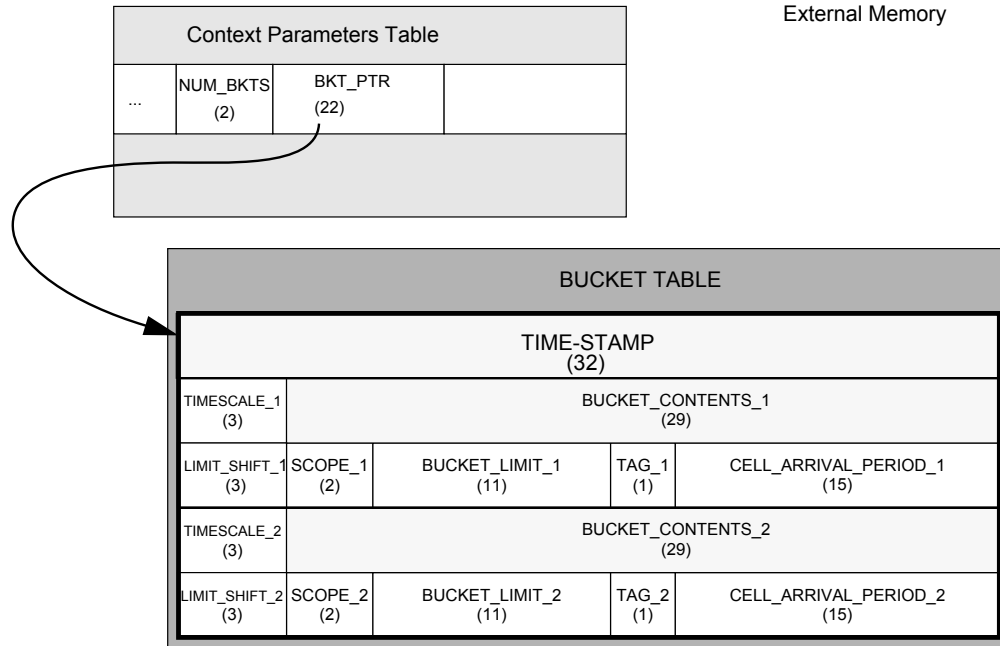 External Memory
Context Parameters Table
... NUM_BKTS BKT_PTR
(2) (22)
BUCKET TABLE
TIME-STAMP
(32)
TIMESCALE_1 BUCKET_CONTENTS_1
(3) (29)
LIMIT_SHIFT_1 SCOPE_1 BUCKET_LIMIT_1 TAG_1 CELL_ARRIVAL_PERIOD_1
(3) (2) (11) (1) (15)
TIMESCALE_2 BUCKET_CONTENTS_2
(3) (29)
LIMIT_SHIFT_2 SCOPE_2 BUCKET_LIMIT_2 TAG_2 CELL_ARRIVAL_PERIOD_2
(3) (2) (11) (1) (15)